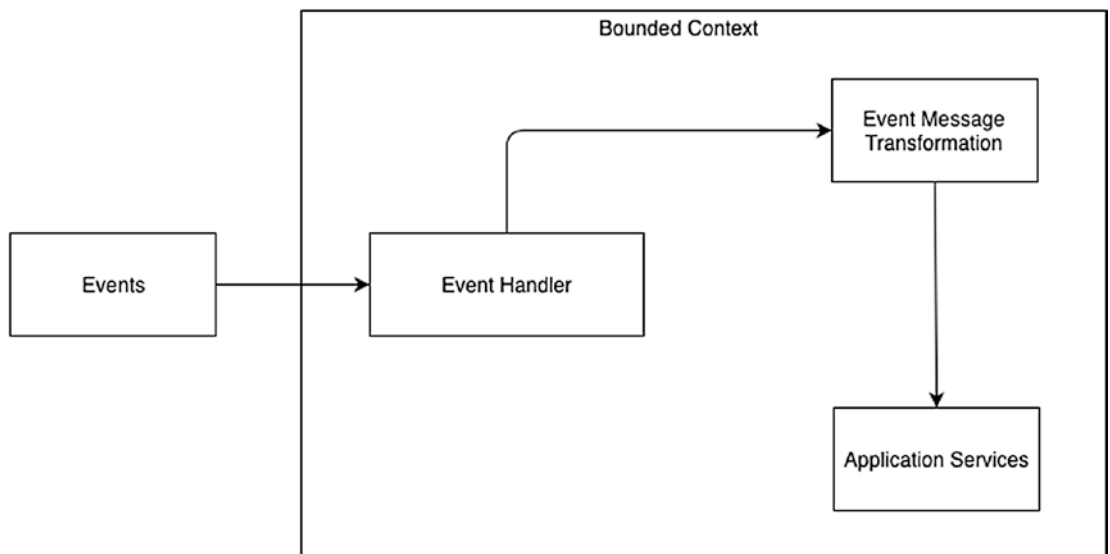 Bounded Context
Event Message
Transformation
Events
Event Handler
Application Services